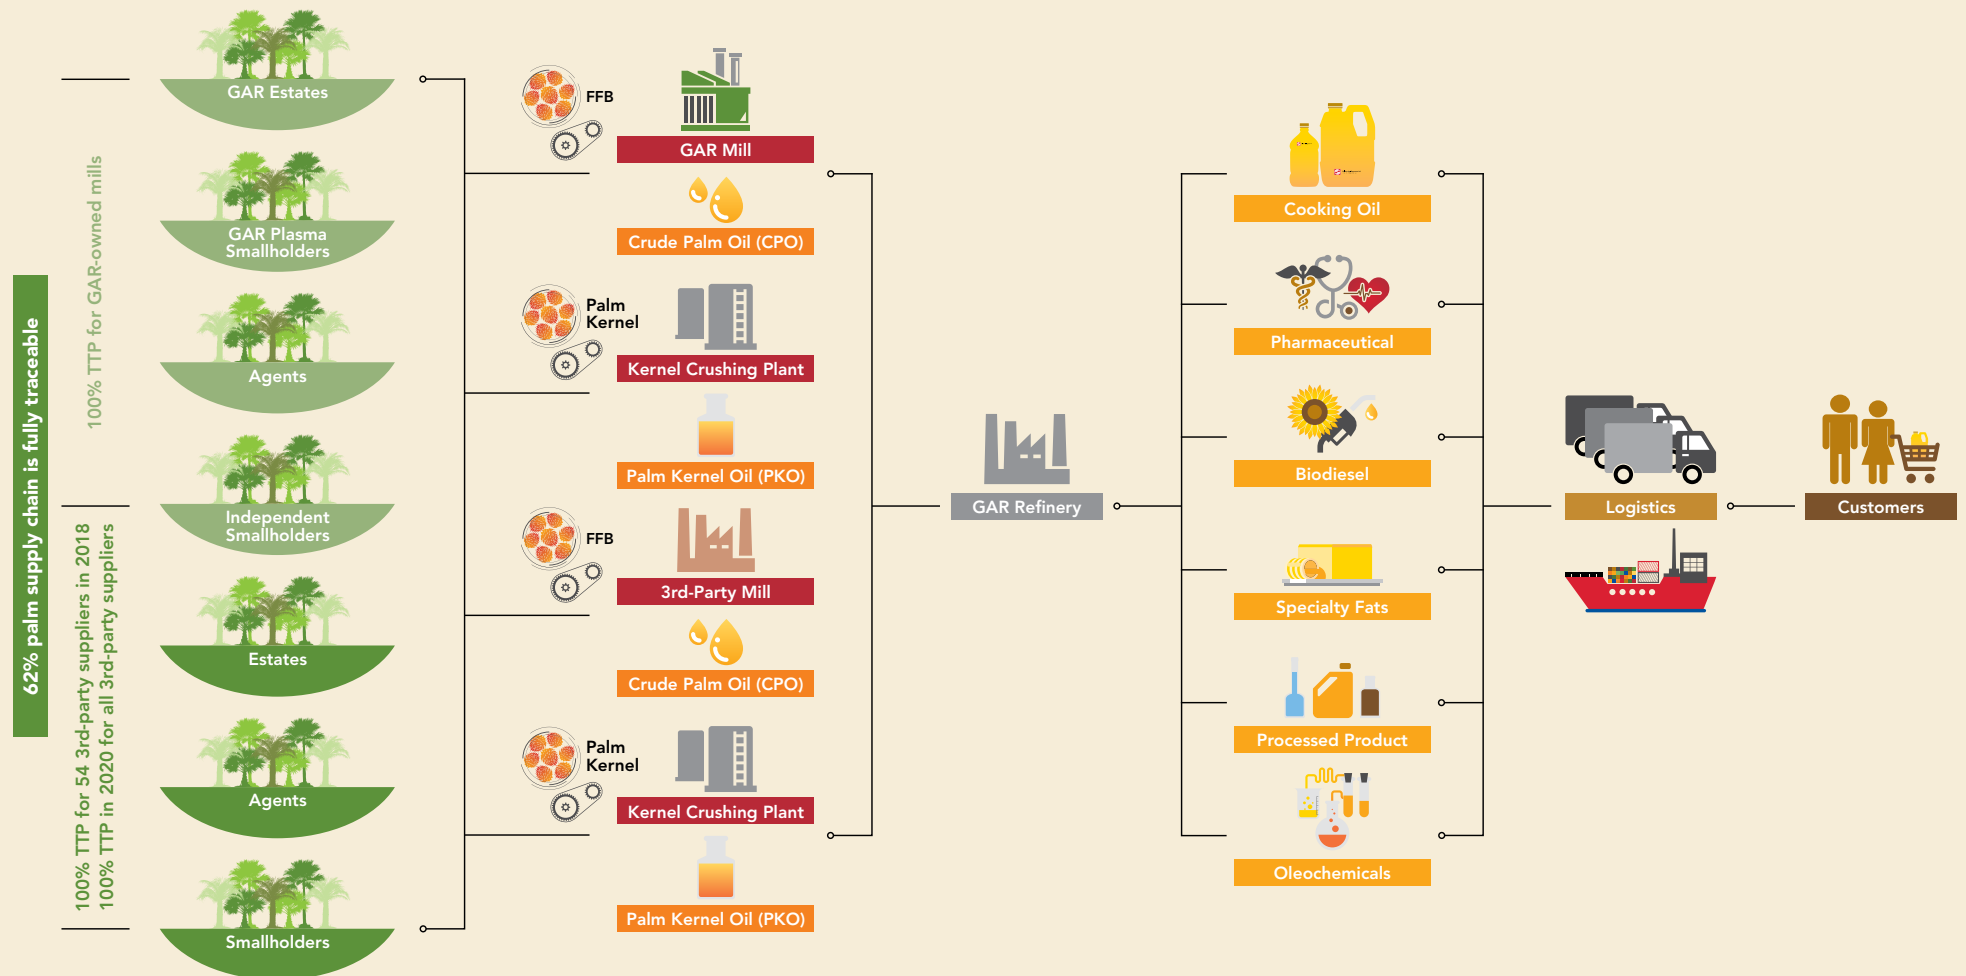 62% palm supply chain is fully traceable
100% TTP for GAR-owned mills
100% TTP for 54 3rd-party suppliers in 2018
100% TTP in 2020 for all 3rd-party suppliers
GAR Estates
GAR Plasma
Smallholders
Agents
Independent
Smallholders
Estates
Agents
Smallholders
FFB
GAR Mill
Crude Palm Oil (CPO)
Palm
Kernel
Kernel Crushing Plant
Palm Kernel Oil (PKO)
FFB
3rd-Party Mill
Crude Palm Oil (CPO)
Palm
Kernel
Kernel Crushing Plant
Palm Kernel Oil (PKO)
GAR Refinery
Cooking Oil
Pharmaceutical
Biodiesel
Specialty Fats
Processed Product
Oleochemicals
Logistics
Customers